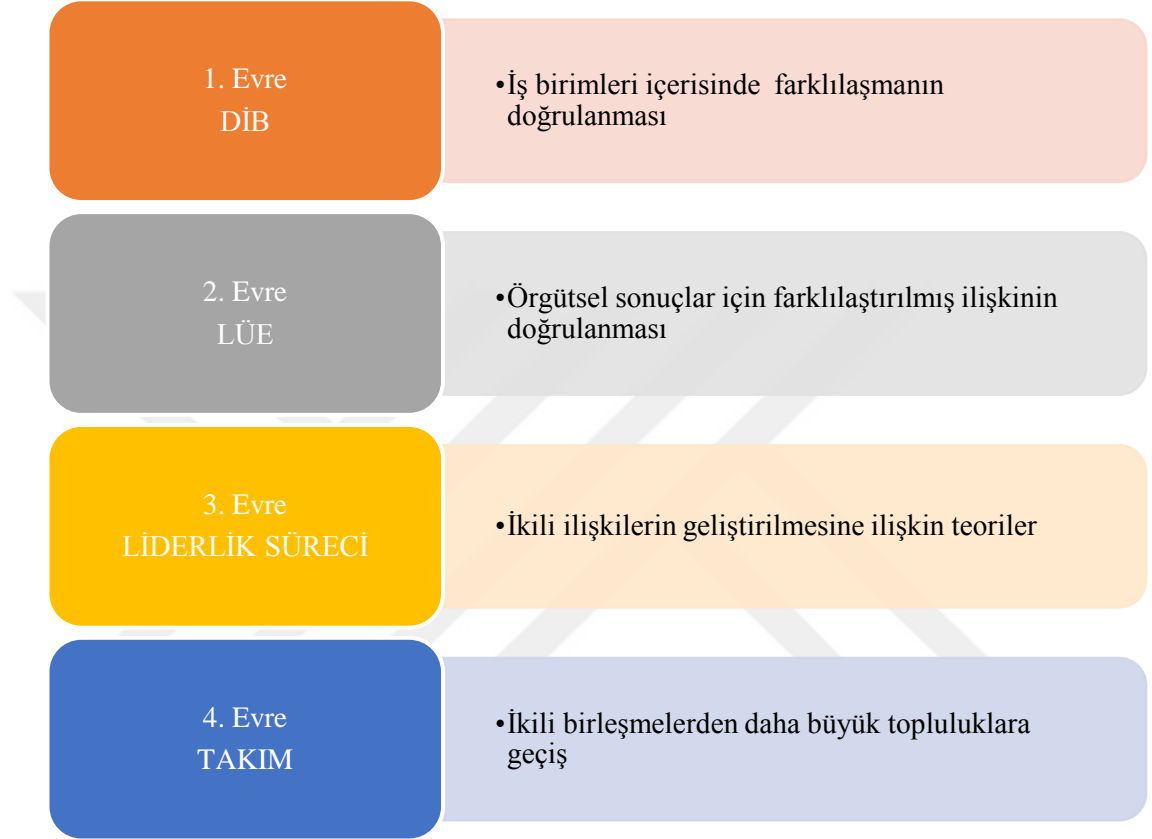 1. Evre
DİB
•İş birimleri içerisinde farklılaşmanın
doğrulanması
2. Evre
LÜE
•Örgütsel sonuçlar için farklılaştırılmış ilişkinin
doğrulanması
3. Evre
LİDERLİK SÜRECİ
•İkili ilişkilerin geliştirilmesine ilişkin teoriler
4. Evre
TAKIM
•İkili birleşmelerden daha büyük topluluklara
geçiş